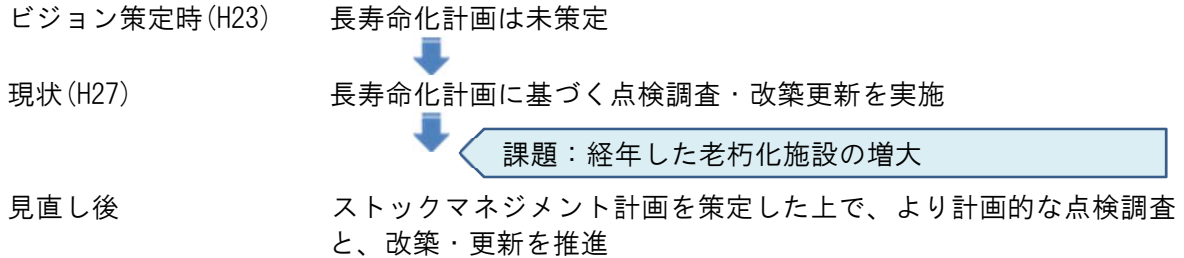 ビジョン策定時(H23) 長寿命化計画は未策定
現状(H27) 長寿命化計画に基づく点検調査・改築更新を実施
課題：経年した老朽化施設の増大
見直し後 ストックマネジメント計画を策定した上で、より計画的な点検調査
と、改築・更新を推進